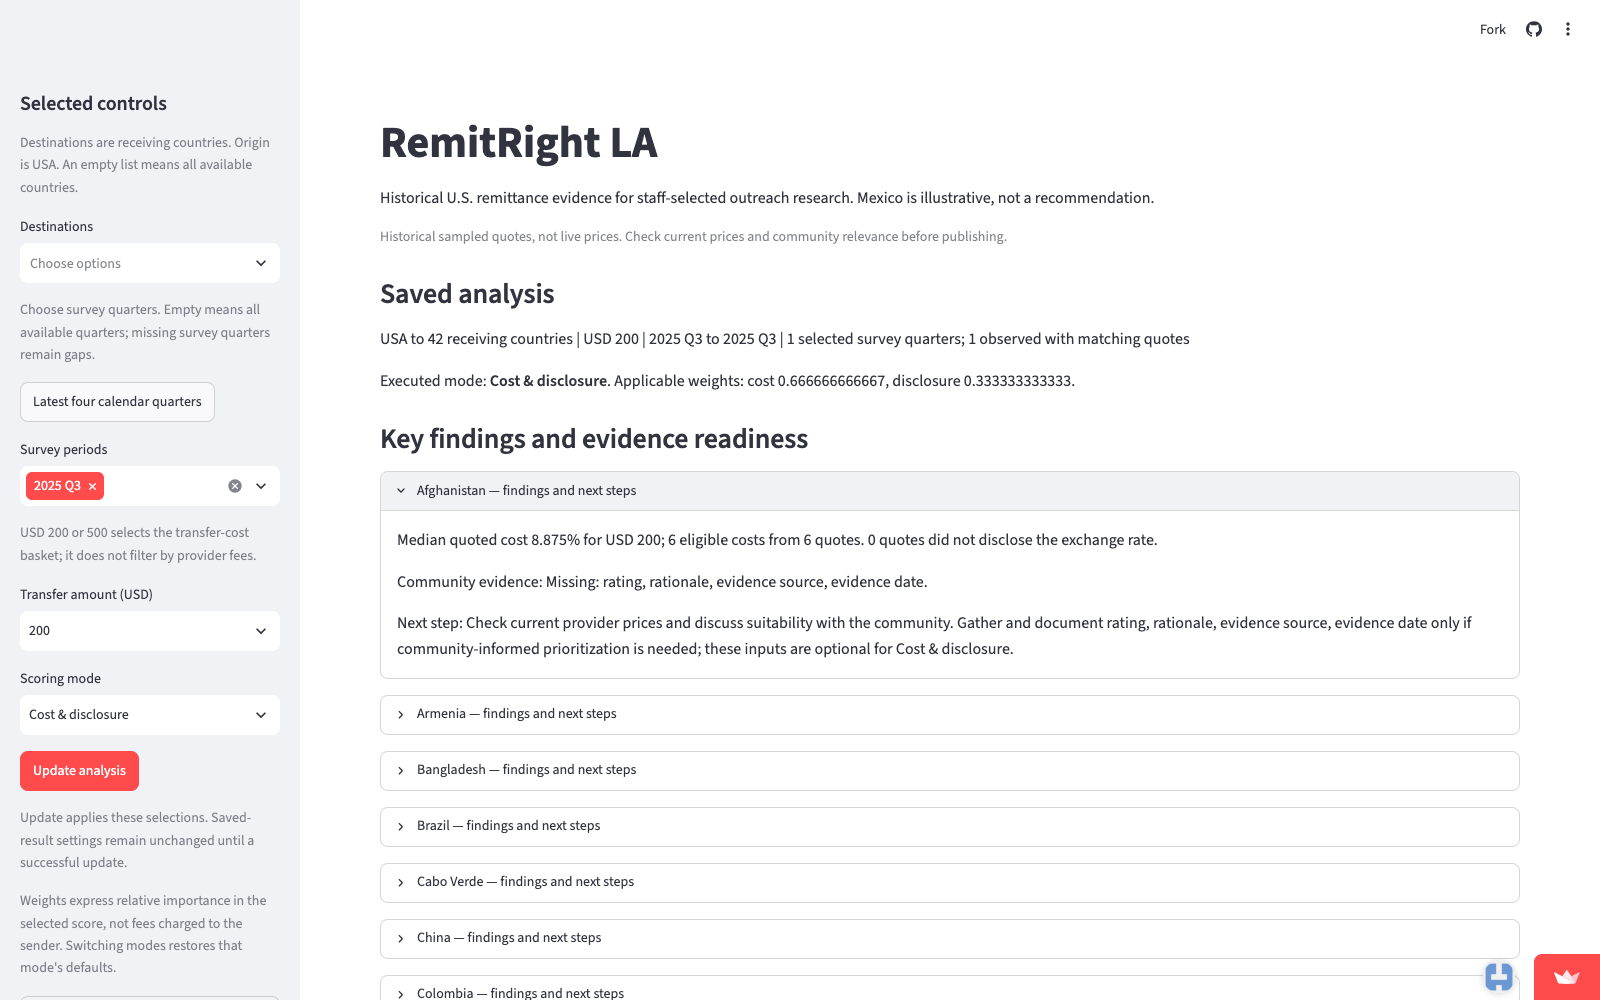 Fork
Selected controls
Destinations are receiving countries. Origin
is USA. An empty list means all available
countries.
Destinations
Choose options
Choose survey quarters. Empty means all
available quarters; missing survey quarters
remain gaps.
Latest four calendar quarters
Survey periods
2025 Q3
USD 200 or 500 selects the transfer-cost
basket; it does not filter by provider fees.
Transfer amount (USD)
200
Scoring mode
Cost & disclosure
Update analysis
Update applies these selections. Saved-
result settings remain unchanged until a
successful update.
Weights express relative importance in the
selected score, not fees charged to the
sender. Switching modes restores that
mode's defaults.
RemitRight LA
Historical U.S. remittance evidence for staff-selected outreach research. Mexico is illustrative, not a recommendation.
Historical sampled quotes, not live prices. Check current prices and community relevance before publishing.
Saved analysis
USA to 42 receiving countries | USD 200 | 2025 Q3 to 2025 Q3 | 1 selected survey quarters; 1 observed with matching quotes
Executed mode: Cost & disclosure. Applicable weights: cost 0.666666666667, disclosure 0.333333333333.
Key findings and evidence readiness
Afghanistan — findings and next steps
Median quoted cost 8.875% for USD 200; 6 eligible costs from 6 quotes. 0 quotes did not disclose the exchange rate.
Community evidence: Missing: rating, rationale, evidence source, evidence date.
Next step: Check current provider prices and discuss suitability with the community. Gather and document rating, rationale, evidence source, evidence date only if
community-informed prioritization is needed; these inputs are optional for Cost & disclosure.
Armenia — findings and next steps
Bangladesh — findings and next steps
Brazil — findings and next steps
Cabo Verde — findings and next steps
China — findings and next steps
Colombia — findings and next steps